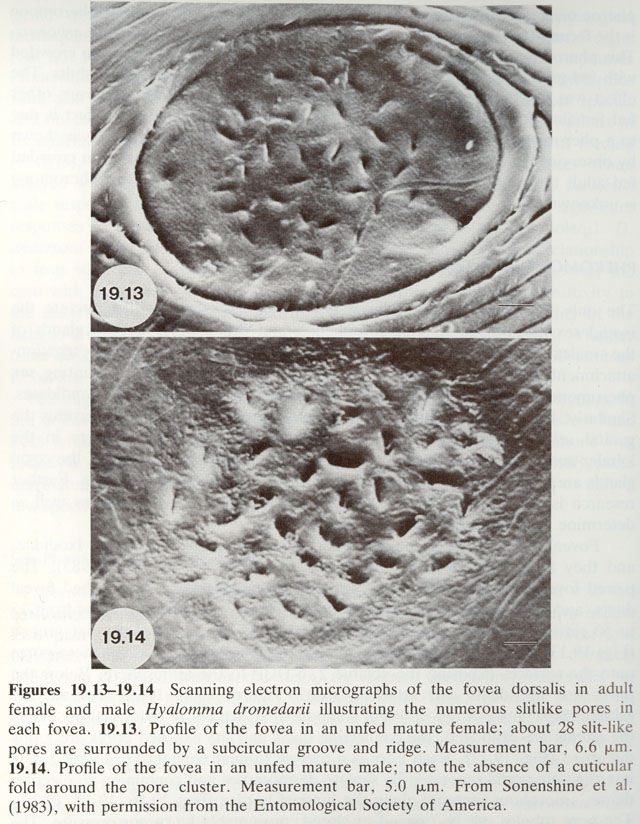 19.13
19.14
Figures 19.13–19.14 Scanning electron micrographs of the fovea dorsalis in adult
female and male Hyalomma dromedarii illustrating the numerous slitlike pores in
each fovea. 19.13. Profile of the fovea in an unfed mature female; about 28 slit-like
pores are surrounded by a subcircular groove and ridge. Measurement bar, 6.6 μm.
19.14. Profile of the fovea in an unfed mature male; note the absence of a cuticular
fold around the pore cluster. Measurement bar, 5.0 μm. From Sonenshine et al.
(1983), with permission from the Entomological Society of America.